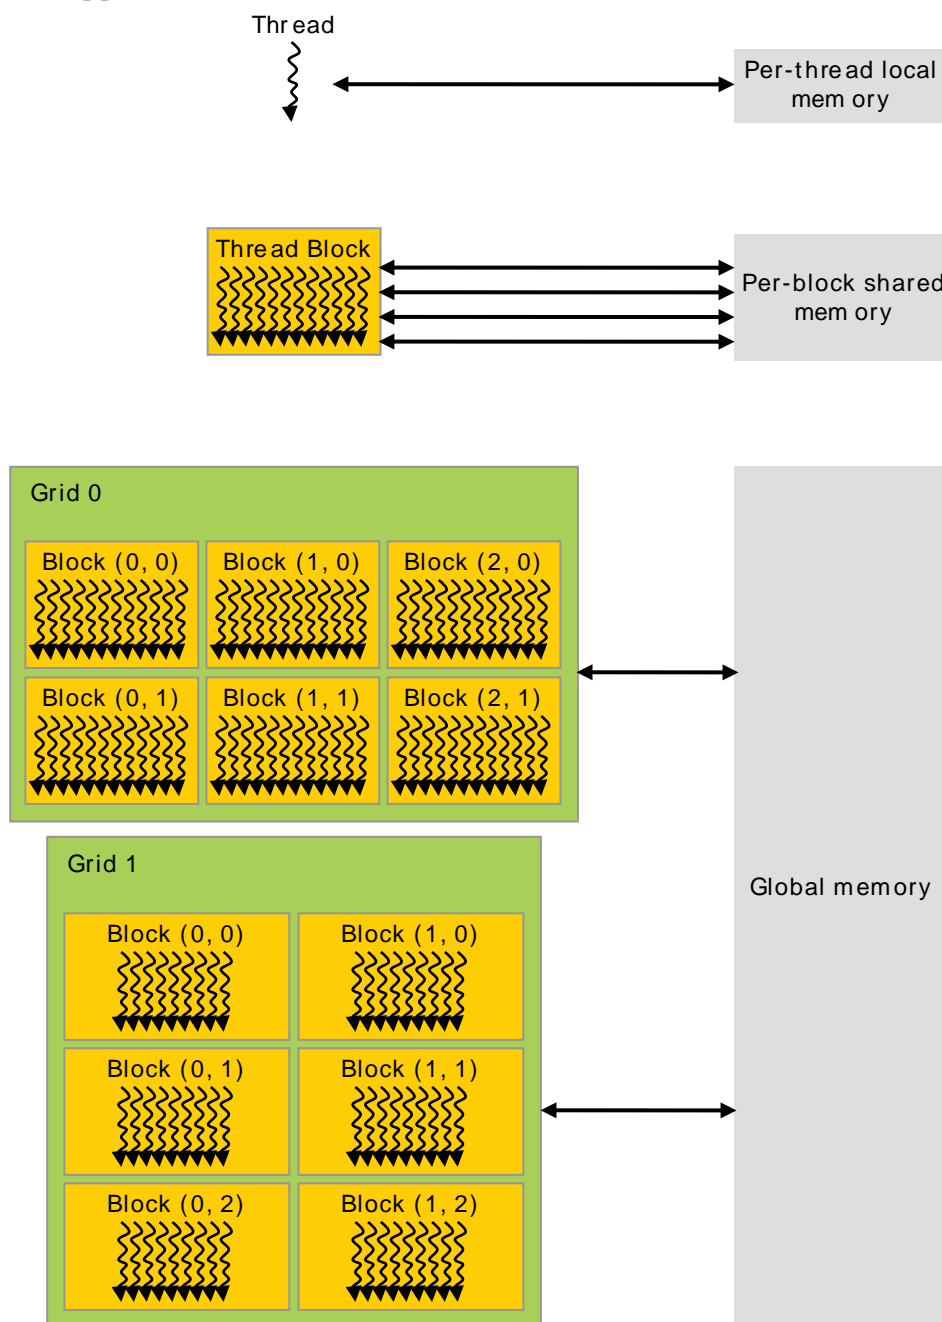 Thread
Per-thread local
memory
Thread Block
Per-block shared
memory
Grid 0
Block (0, 0) Block (1, 0) Block (2, 0)
Block (0, 1) Block (1, 1) Block (2, 1)
Grid 1
Global memory
Block (0, 0) Block (1, 0)
Block (0, 1) Block (1, 1)
Block (0, 2) Block (1, 2)